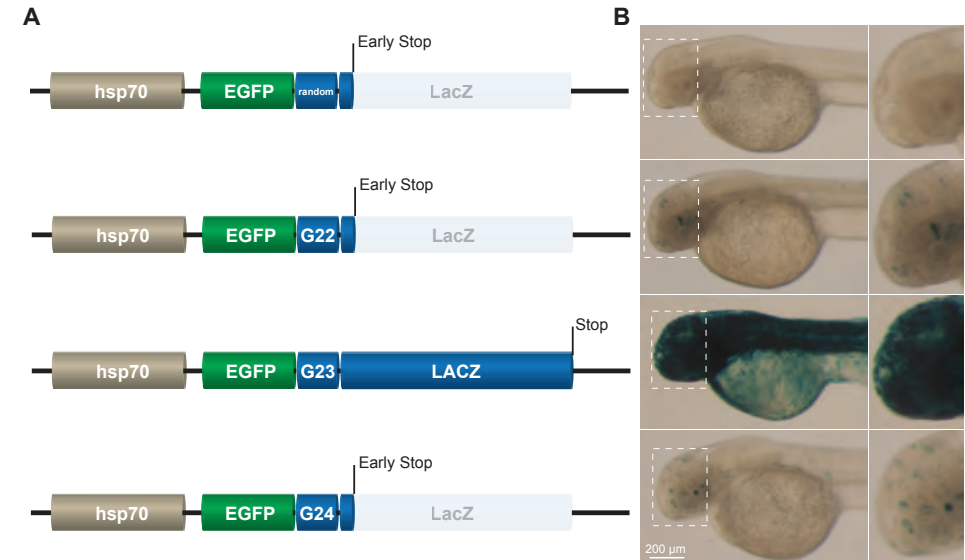 A
B
Early Stop
hsp70 EGFP random LacZ
Early Stop
hsp70 EGFP G22 LacZ
Stop
hsp70 EGFP G23 LACZ
Early Stop
hsp70 EGFP G24 LacZ
200 µm